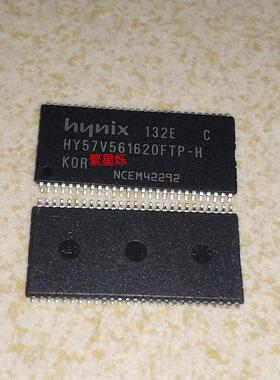 hynix 132E C
HY57V561620FTP-H
KOR 繁星烁
NCEM42292